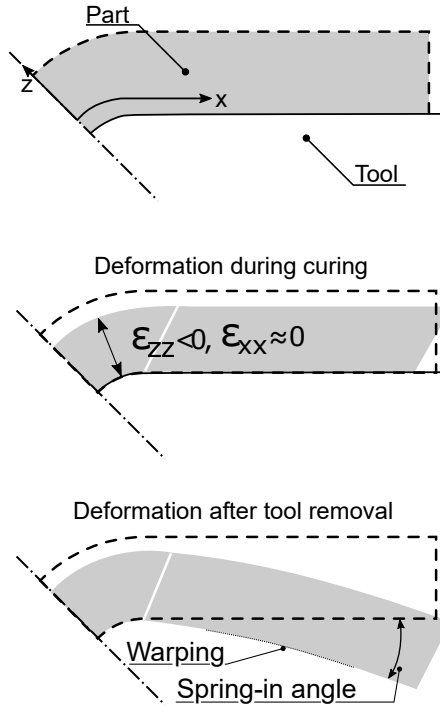 Part
z
x
Tool
Deformation during curing
εzz<0, εxx≈0
Deformation after tool removal
Warping
Spring-in angle